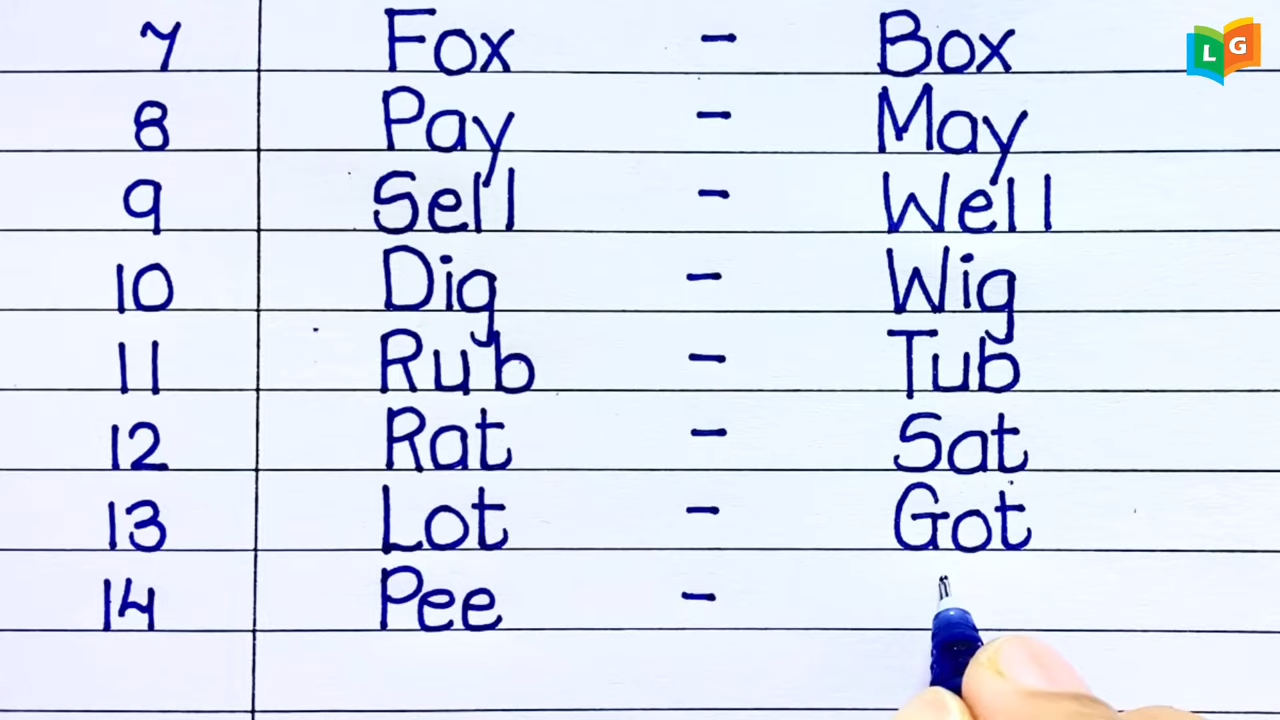 L G
7 Fox - Box
8 Pay - May
9 Sell - Well
10 Dig - Wig
11 Rub - Tub
12 Rat - Sat
13 Lot - Got
14 Pee -